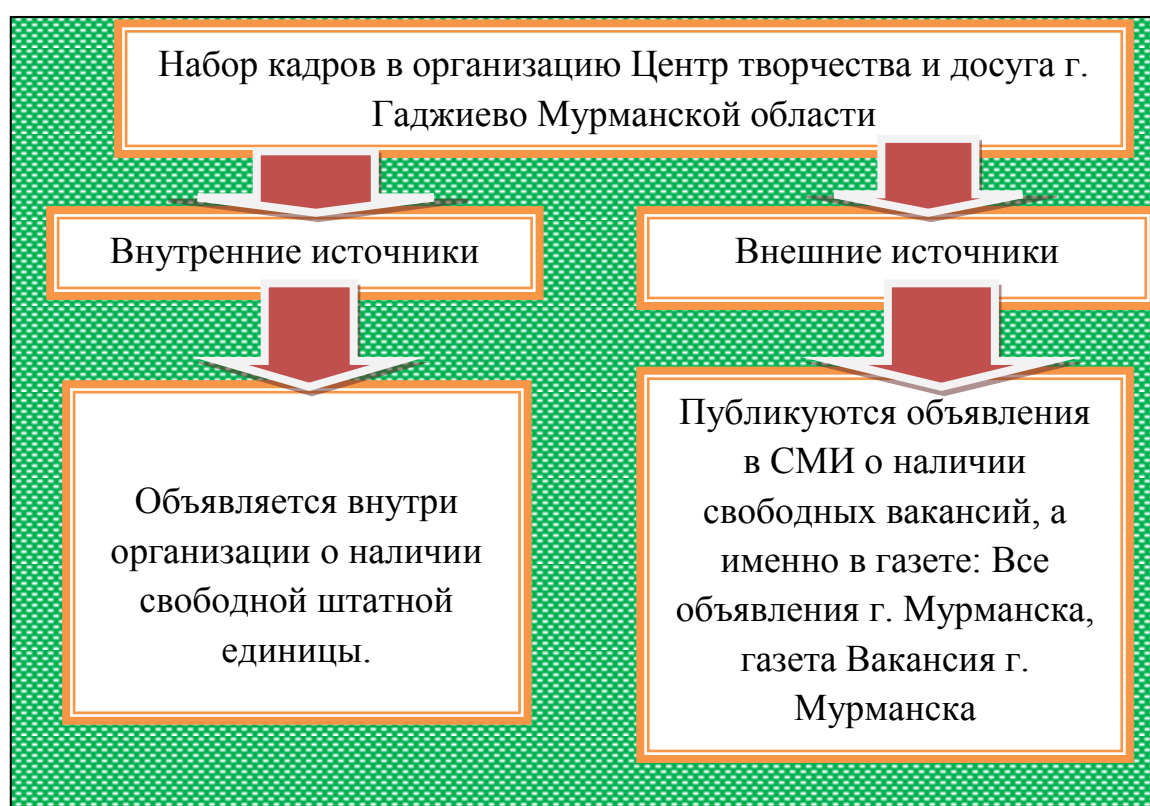 Набор кадров в организацию Центр творчества и досуга г.
Гаджиево Мурманской области
Внутренние источники
Внешние источники
Объявляется внутри
организации о наличии
свободной штатной
единицы.
Публикуются объявления
в СМИ о наличии
свободных вакансий, а
именно в газете: Все
объявления г. Мурманска,
газета Вакансия г.
Мурманска